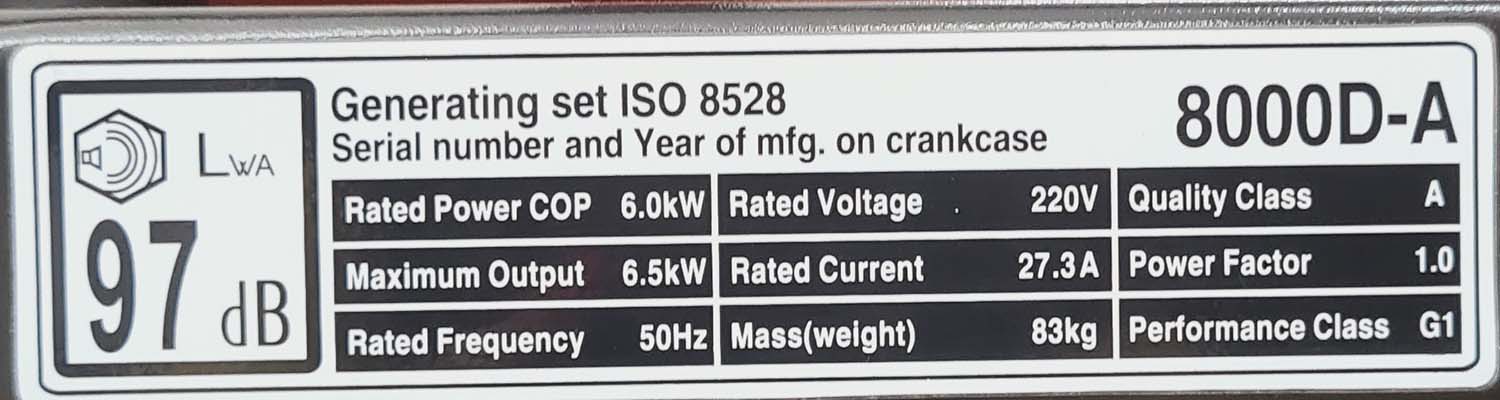 LWA
97 dB
Generating set ISO 8528
8000D-A
Serial number and Year of mfg. on crankcase
Rated Power COP 6.0kW Rated Voltage . 220V Quality Class A
Maximum Output 6.5kW Rated Current 27.3A Power Factor 1.0
Rated Frequency 50Hz Mass(weight) 83kg Performance Class G1